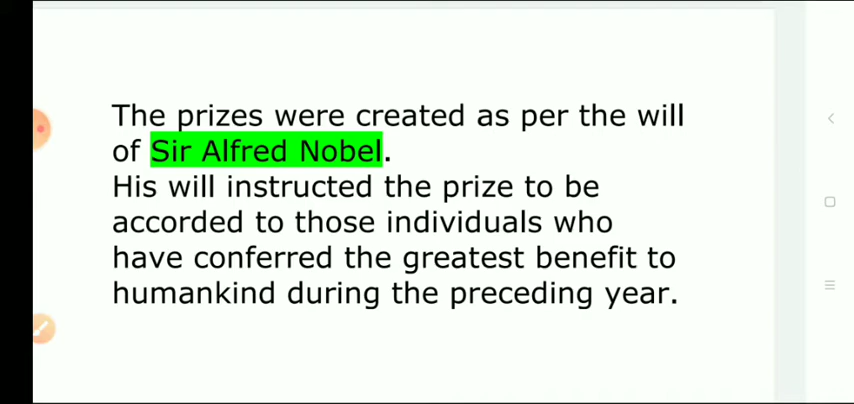 The prizes were created as per the will
of Sir Alfred Nobel.
His will instructed the prize to be
accorded to those individuals who
have conferred the greatest benefit to
humankind during the preceding year.